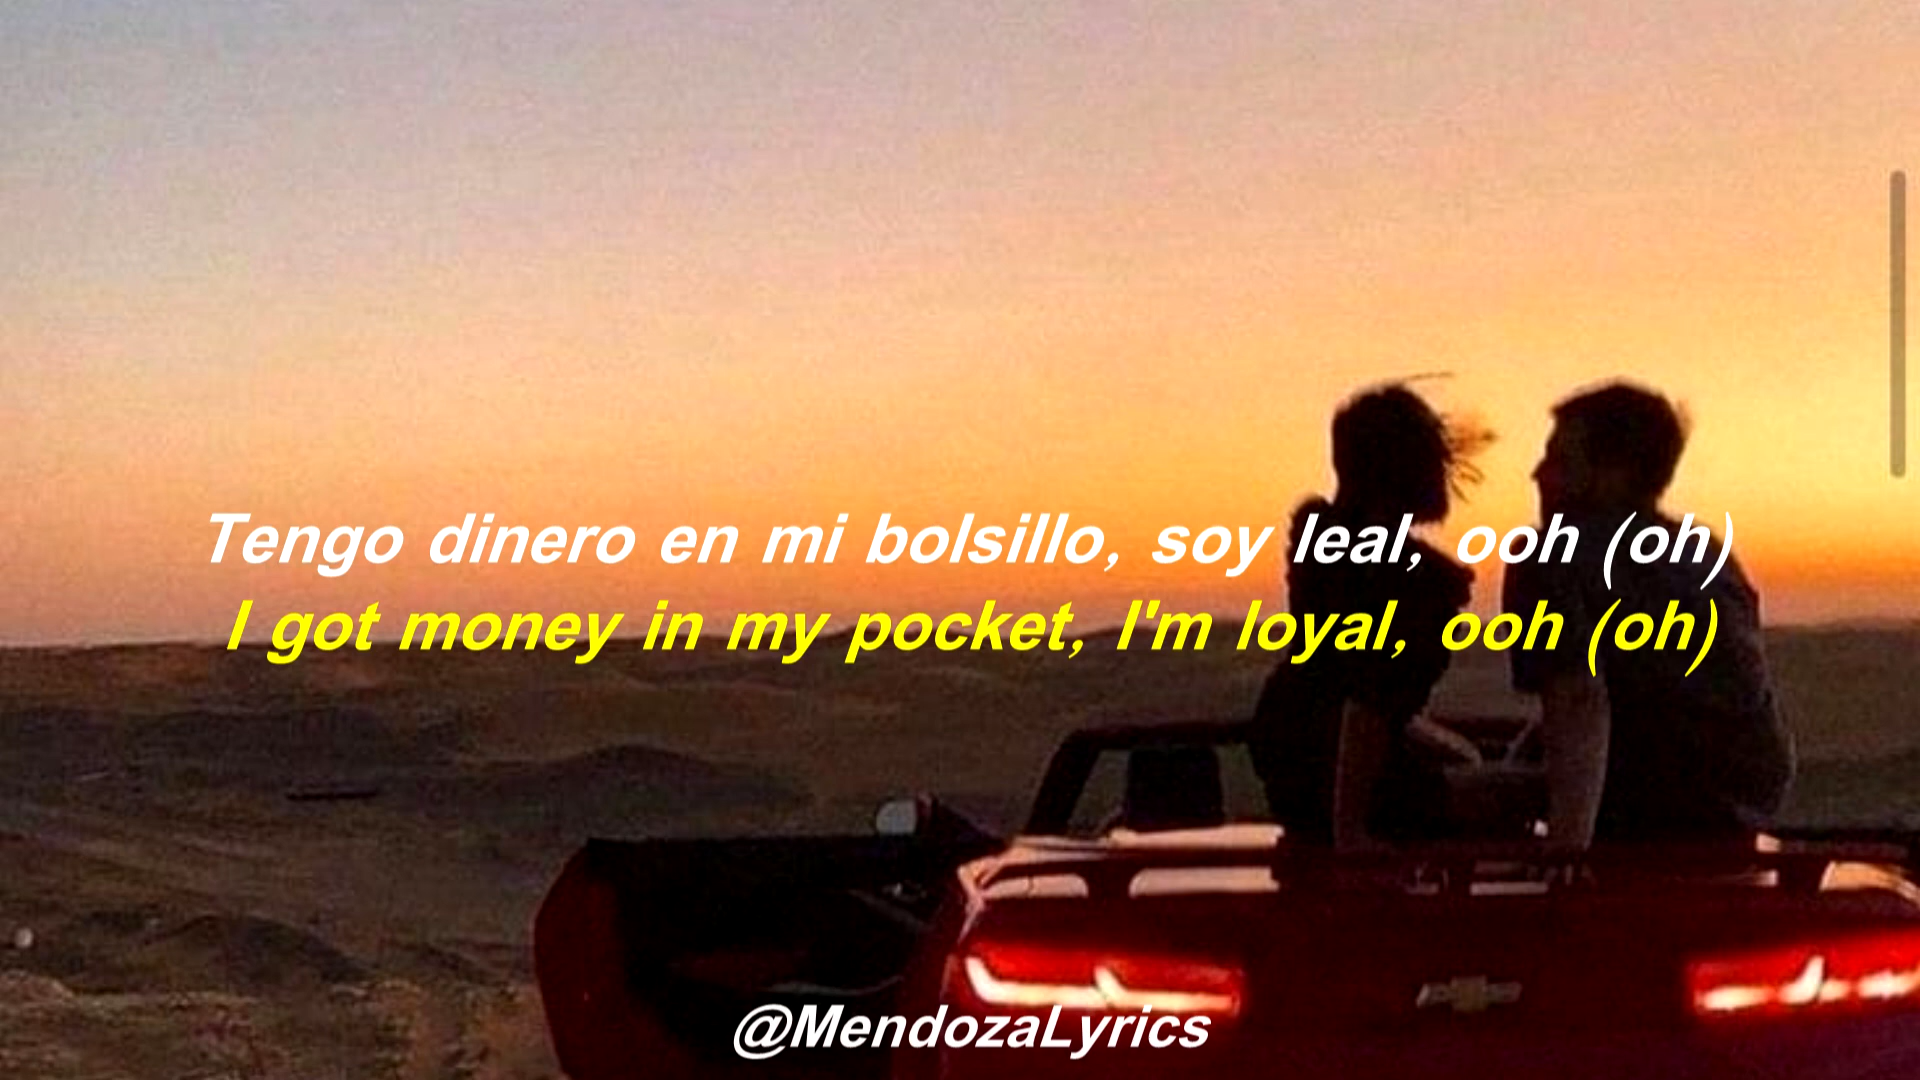 Tengo dinero en mi bolsillo, soy leal, ooh (oh)
I got money in my pocket, I'm loyal, ooh (oh)
@MendozaLyrics